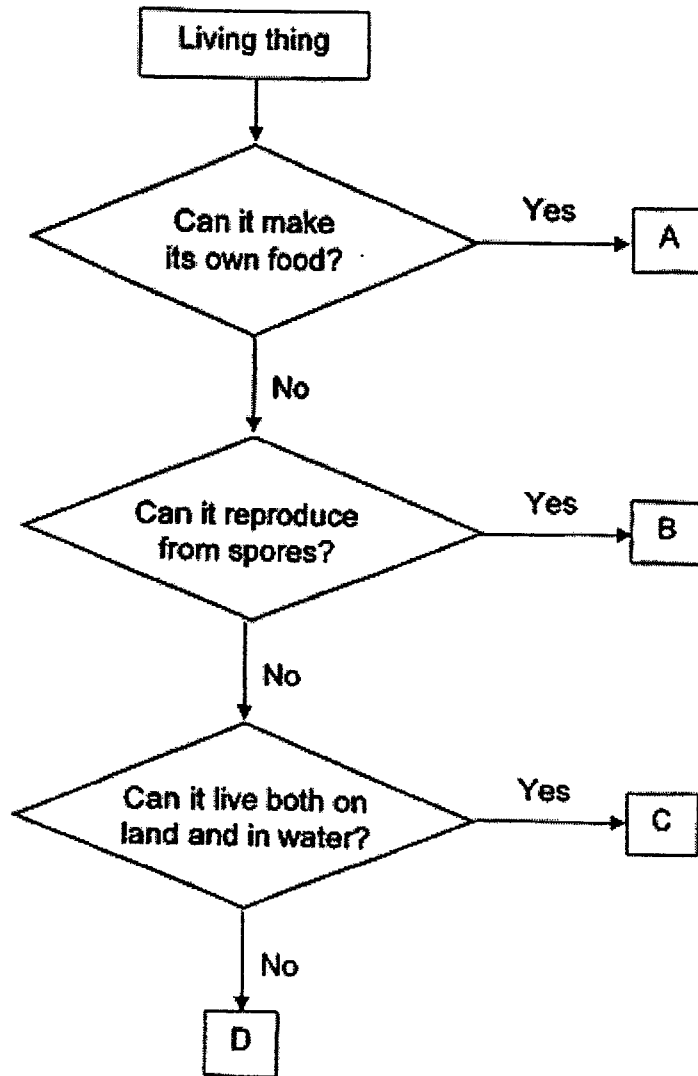 Living thing
Can it make
its own food?
Yes
A
No
Can it reproduce
from spores?
Yes
B
No
Can it live both on
land and in water?
Yes
C
No
D